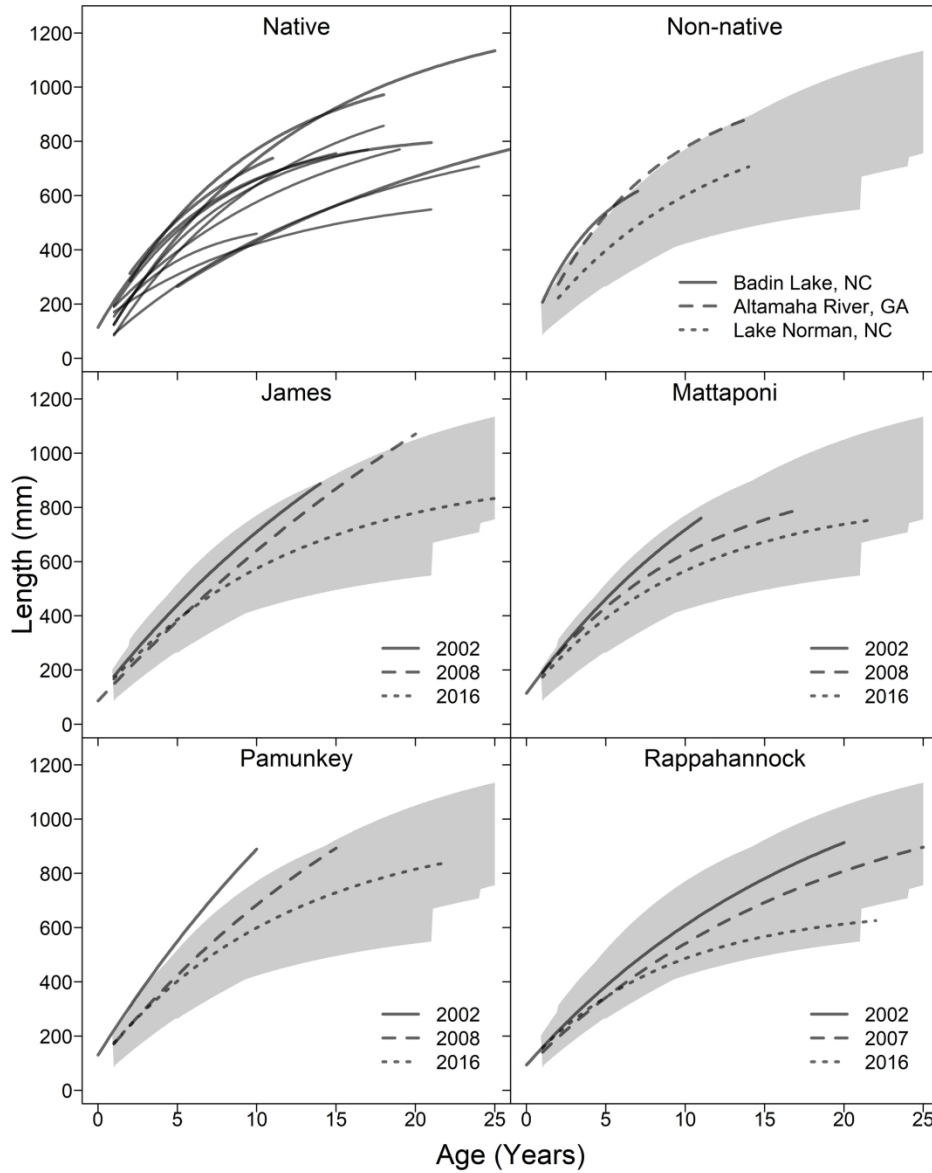 Native
Non-native
1200
1000
800
600
400
200
0
Badin Lake, NC
Altamaha River, GA
Lake Norman, NC
James
Mattaponi
1200
1000
800
600
400
200
0
2002
2008
2016
2002
2008
2016
Length (mm)
Pamunkey
Rappahannock
1200
1000
800
600
400
200
0
2002
2008
2016
2002
2007
2016
0 5 10 15 20 25 0 5 10 15 20 25
Age (Years)